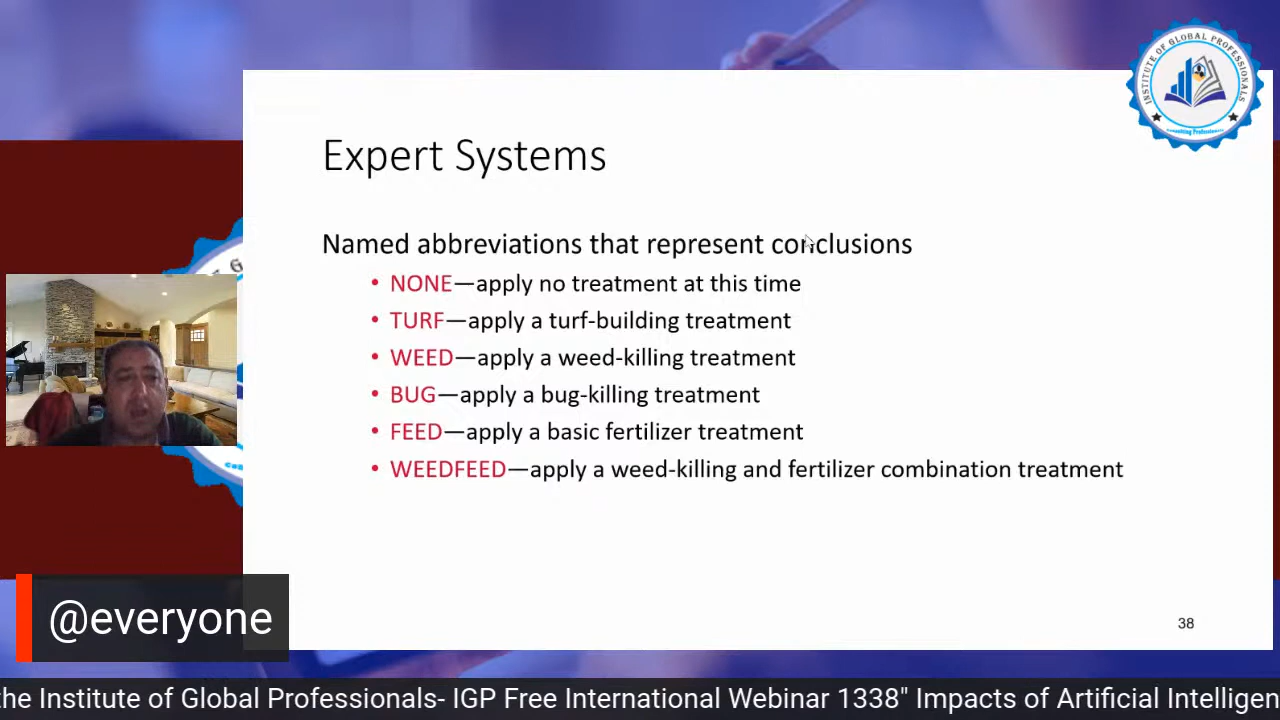 INSTITUTE OF GLOBAL PROFESSIONALS
Consulting Professionals
Expert Systems
Named abbreviations that represent conclusions
• NONE—apply no treatment at this time
• TURF—apply a turf-building treatment
• WEED—apply a weed-killing treatment
• BUG—apply a bug-killing treatment
• FEED—apply a basic fertilizer treatment
• WEEDFEED—apply a weed-killing and fertilizer combination treatment
@everyone
38
the Institute of Global Professionals- IGP Free International Webinar 1338" Impacts of Artificial Intelligen